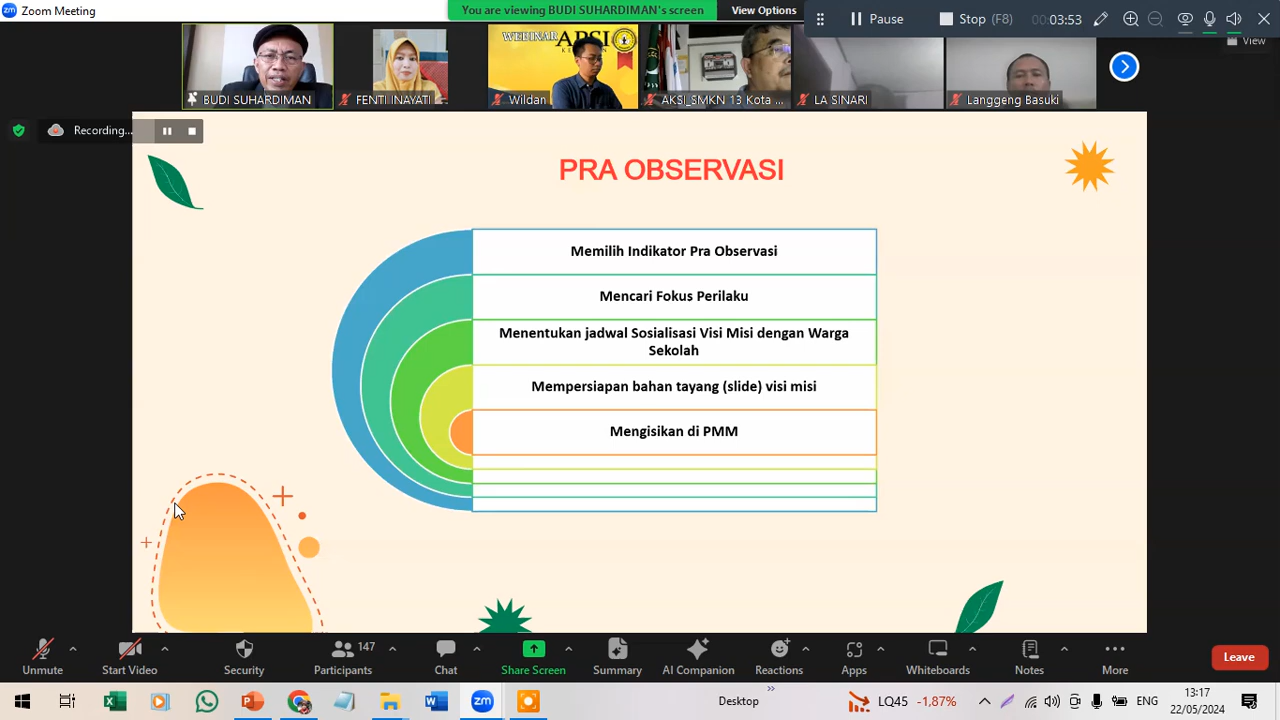 Zoom Meeting
You are viewing BUDI SUHARDIMAN's screen
View Options
Pause
Stop (F8)
00:03:53
View
WEBINAR APSI
BUDI SUHARDIMAN
FENTI INAYATI
Wildan
AKSI_SMKN 13 Kota ...
LA SINARI
Langgeng Basuki
Recording...
PRA OBSERVASI
Memilih Indikator Pra Observasi
Mencari Fokus Perilaku
Menentukan jadwal Sosialisasi Visi Misi dengan Warga
Sekolah
Mempersiapan bahan tayang (slide) visi misi
Mengisikan di PMM
Unmute
Start Video
Security
147
Participants
Chat
Share Screen
Summary
AI Companion
Reactions
Apps
Whiteboards
Notes
More
Leave
Desktop
LQ45
-1,87%
ENG
23:17
22/05/2024